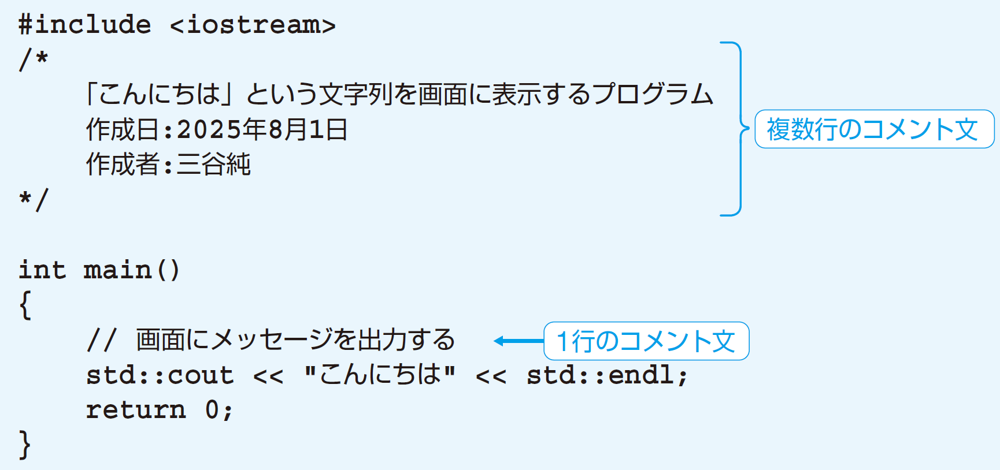 #include <iostream>
/*
「こんにちは」という文字列を画面に表示するプログラム
作成日:2025年8月1日
作成者:三谷純
*/
複数行のコメント文
int main()
{
// 画面にメッセージを出力する
1行のコメント文
std::cout << "こんにちは" << std::endl;
return 0;
}